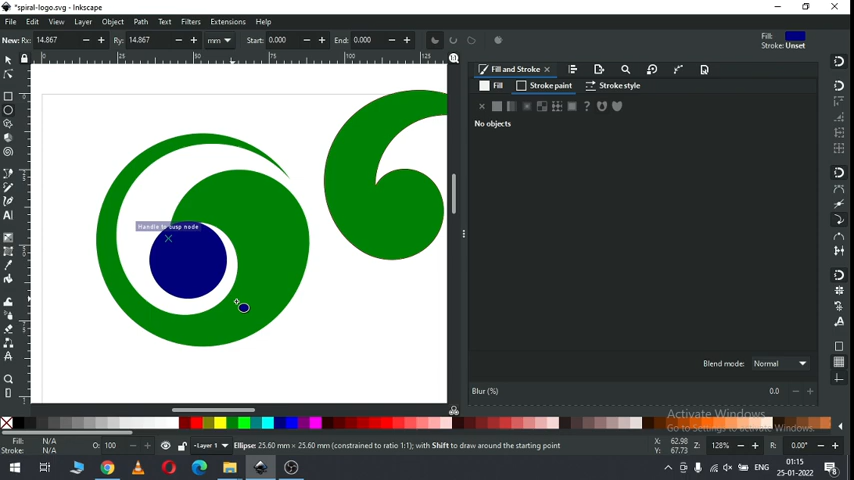 *spiral-logo.svg - Inkscape
File Edit View Layer Object Path Text Filters Extensions Help
New: Rx: 14.867 Ry: 14.867 mm Start: 0.000 End: 0.000
Fill:
Stroke: Unset
Fill and Stroke
Fill Stroke paint Stroke style
No objects
Handle to cusp node
Blend mode: Normal
Blur (%) 0.0
Activate Windows
Go to Settings to activate Windows.
Fill: N/A
Stroke: N/A
O: 100
Layer 1
Ellipse: 25.60 mm × 25.60 mm (constrained to ratio 1:1); with Shift to draw around the starting point
X: 62.98
Y: 67.73
Z: 128%
R: 0.00°
ENG
01:15
25-01-2022